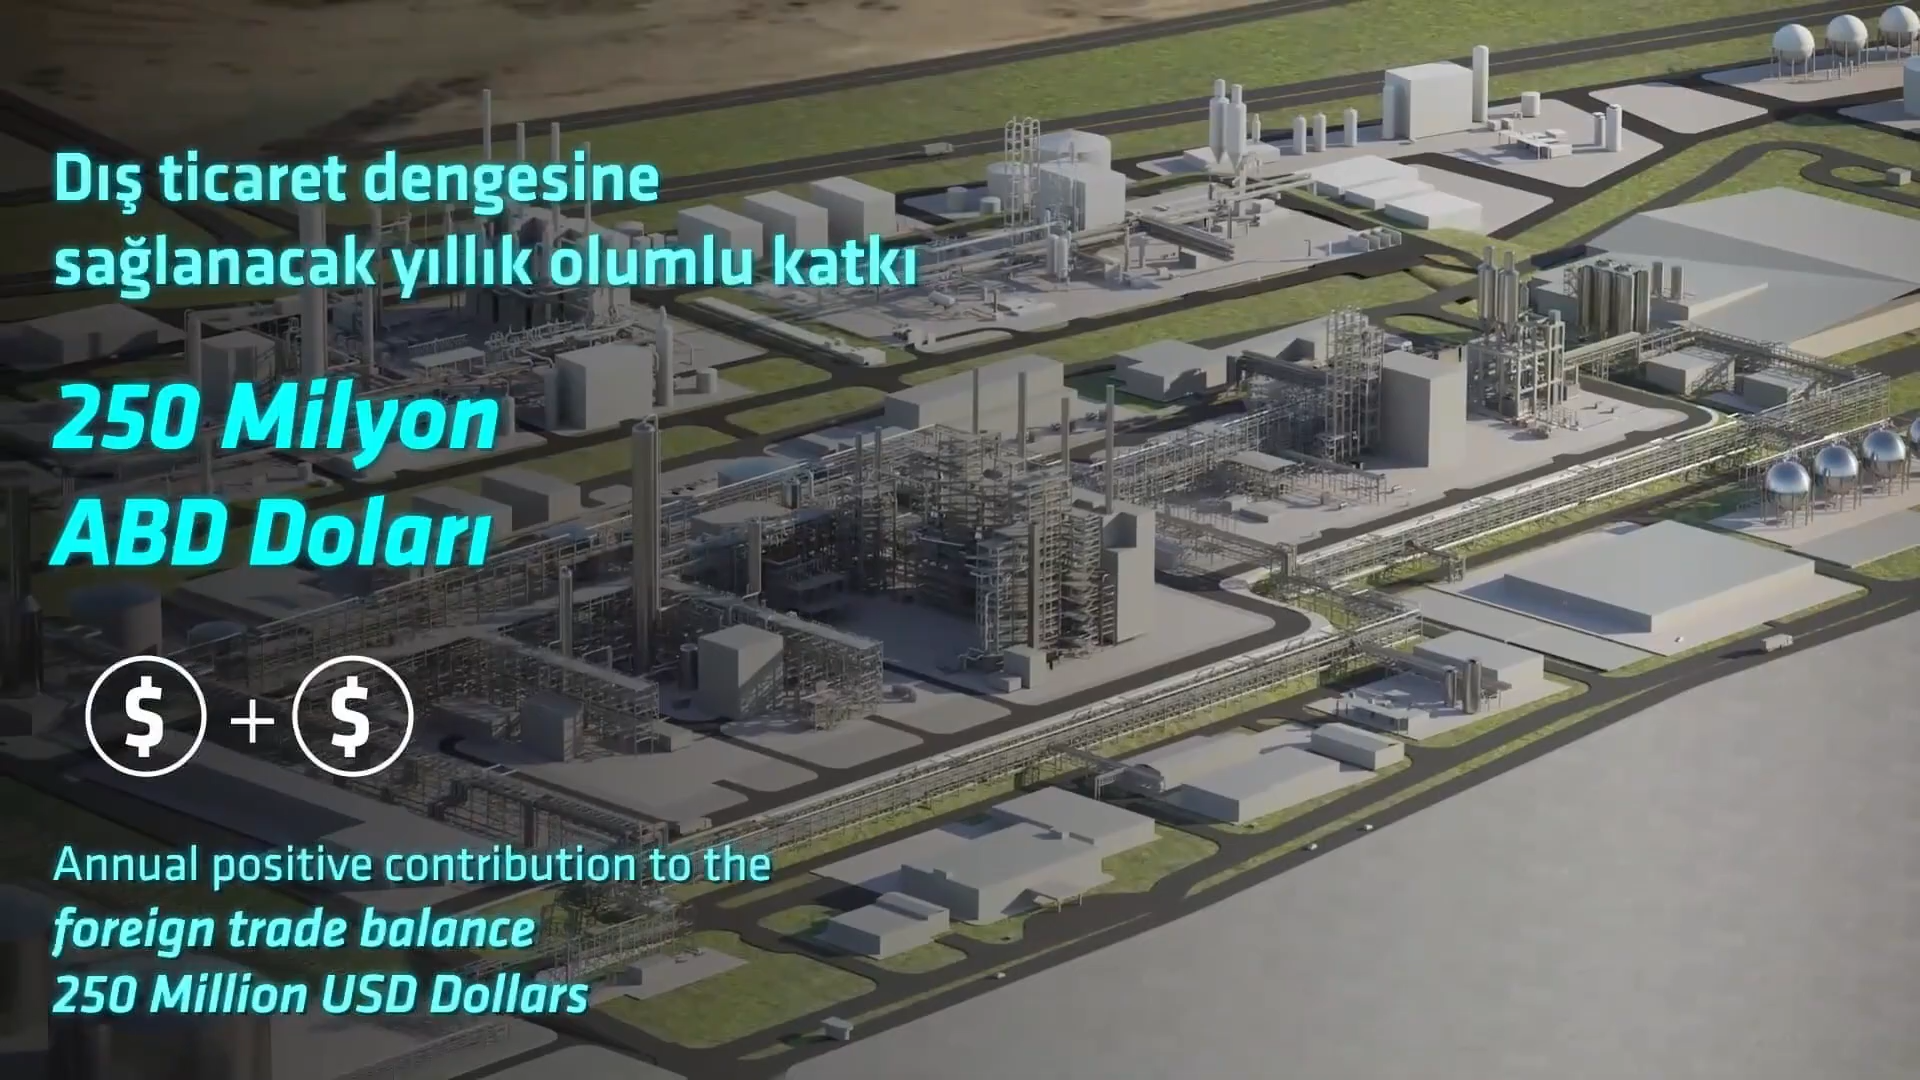 Dış ticaret dengesine
sağlanacak yıllık olumlu katkı
250 Milyon
ABD Doları
$ + $
Annual positive contribution to the
foreign trade balance
250 Million USD Dollars